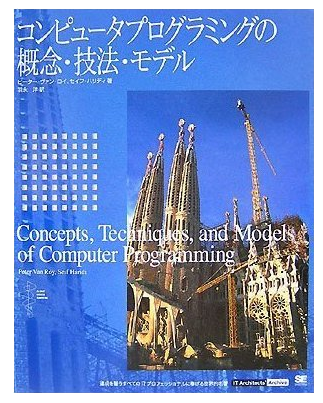 コンピュータプログラミングの
概念・技法・モデル
ピーター・ヴァン・ロイ、セイフ・ハリディ 著
羽永 洋 訳
Concepts, Techniques, and Models
of Computer Programming
Peter Van Roy, Seif Haridi
IT Architects' Archive
SE
SHOEISHA